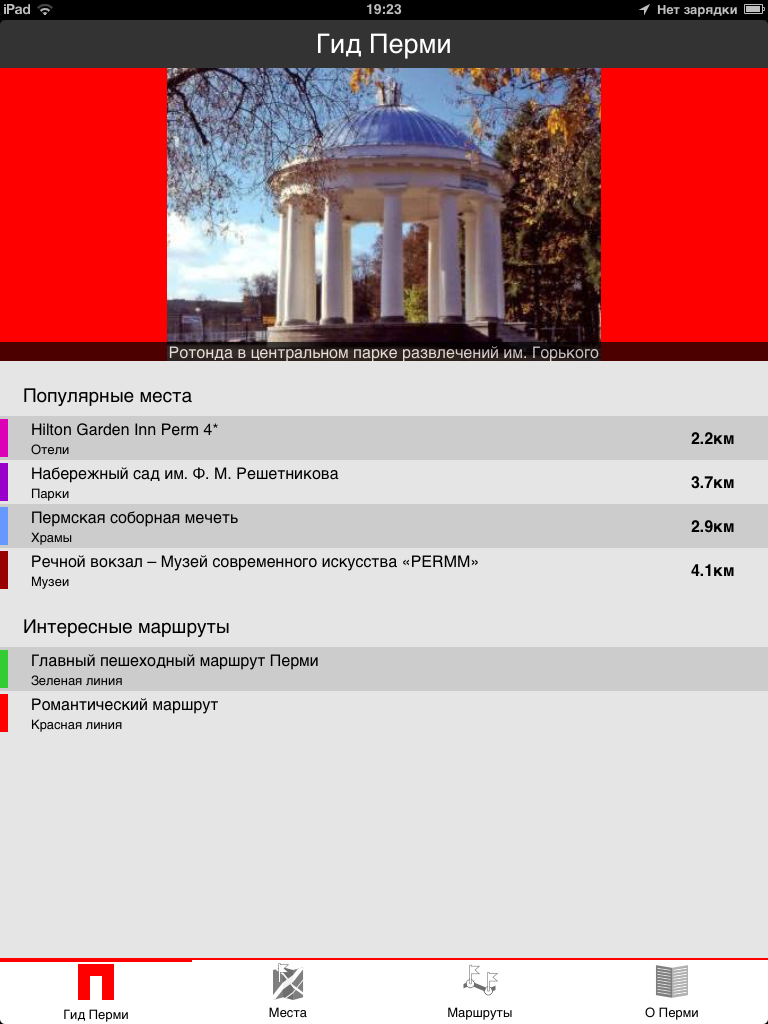 iPad 19:23 Нет зарядки
Гид Перми
Ротонда в центральном парке развлечений им. Горького
Популярные места
Hilton Garden Inn Perm 4*
Отели
2.2км
Набережный сад им. Ф. М. Решетникова
Парки
3.7км
Пермская соборная мечеть
Храмы
2.9км
Речной вокзал – Музей современного искусства «PERMM»
Музеи
4.1км
Интересные маршруты
Главный пешеходный маршрут Перми
Зеленая линия
Романтический маршрут
Красная линия
Гид Перми
Места
Маршруты
О Перми